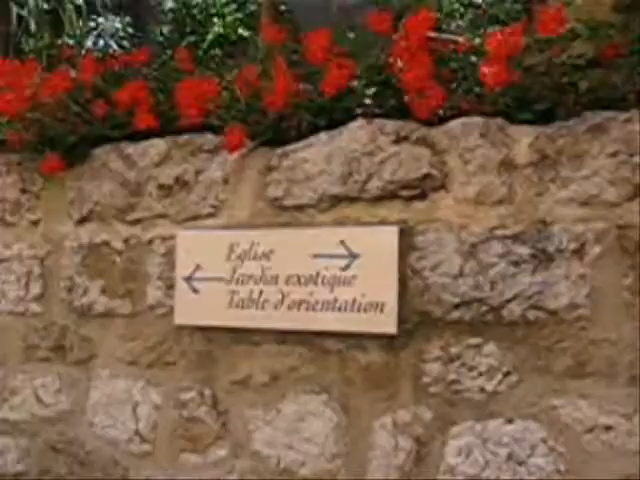 Eglise →
← Jardin exotique
Table d'orientation